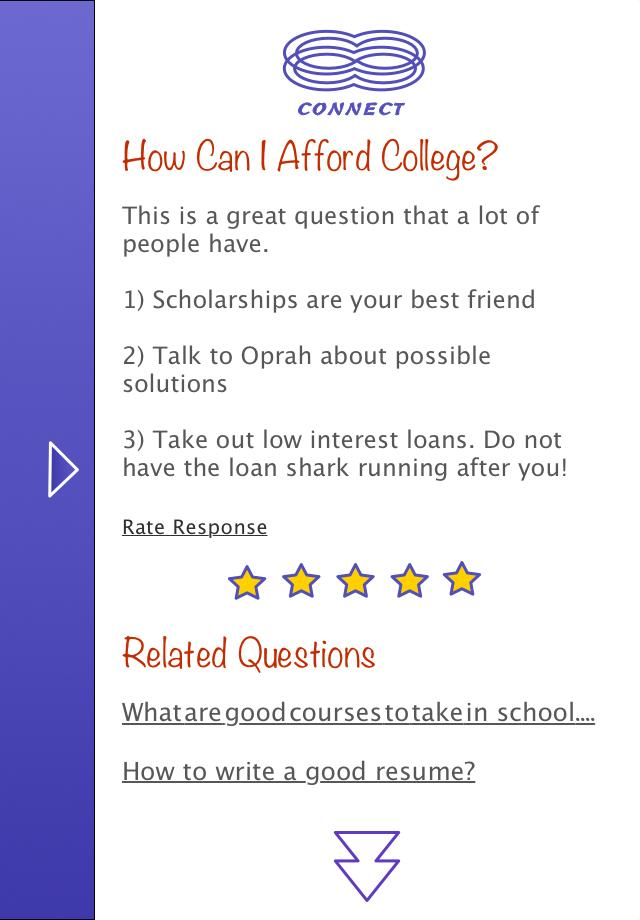 CONNECT
How Can I Afford College?
This is a great question that a lot of
people have.
1) Scholarships are your best friend
2) Talk to Oprah about possible
solutions
3) Take out low interest loans. Do not
have the loan shark running after you!
Rate Response
Related Questions
What are good courses to take in school....
How to write a good resume?